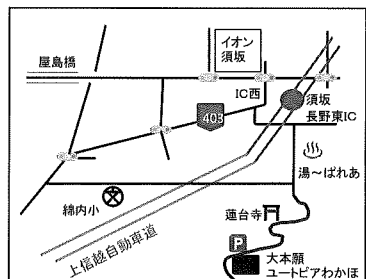 屋島橋
イオン
須坂
IC西
須坂
長野東IC
403
湯～ぱれあ
綿内小
蓮台寺
上信越自動車道
P
大本願
ユートピアわかほ